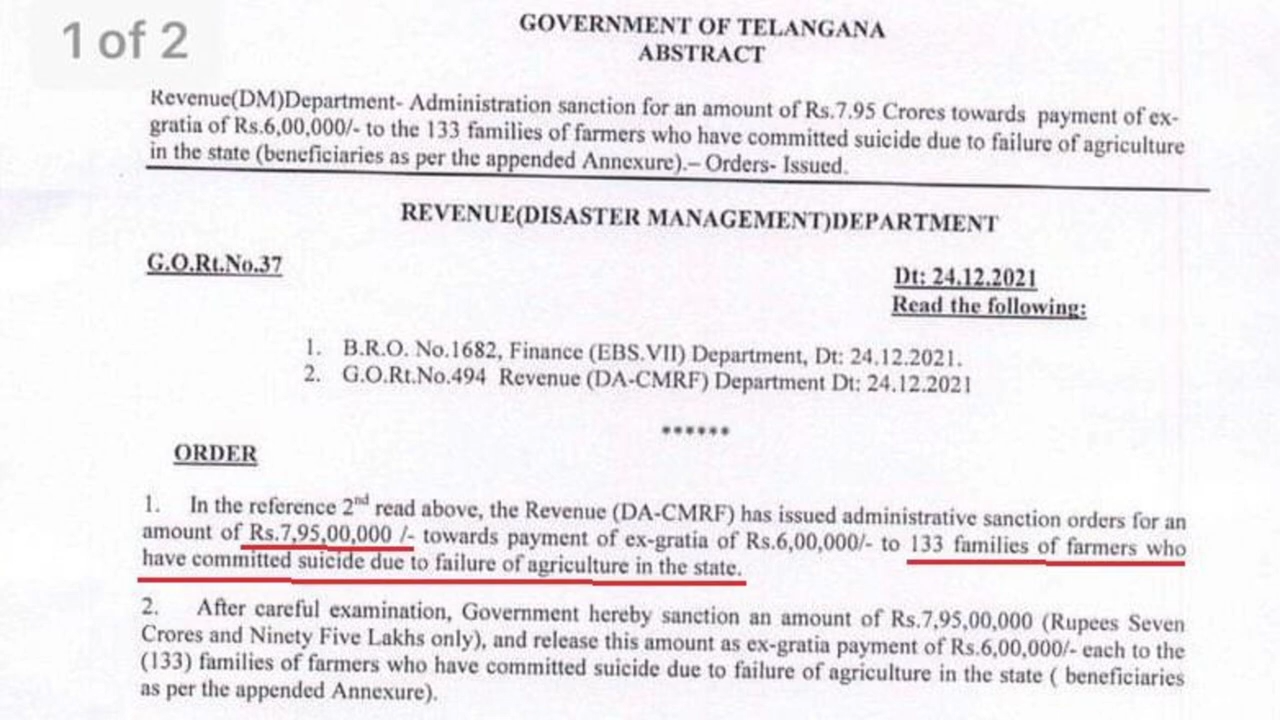 1 of 2
GOVERNMENT OF TELANGANA
ABSTRACT
Revenue(DM)Department- Administration sanction for an amount of Rs.7.95 Crores towards payment of ex-
gratia of Rs.6,00,000/- to the 133 families of farmers who have committed suicide due to failure of agriculture
in the state (beneficiaries as per the appended Annexure).– Orders- Issued.
REVENUE(DISASTER MANAGEMENT)DEPARTMENT
G.O.Rt.No.37
Dt: 24.12.2021
Read the following:
1. B.R.O. No.1682, Finance (EBS.VII) Department, Dt: 24.12.2021.
2. G.O.Rt.No.494 Revenue (DA-CMRF) Department Dt: 24.12.2021
******
ORDER
1. In the reference 2nd read above, the Revenue (DA-CMRF) has issued administrative sanction orders for an
amount of Rs.7,95,00,000 /- towards payment of ex-gratia of Rs.6,00,000/- to 133 families of farmers who
have committed suicide due to failure of agriculture in the state.
2. After careful examination, Government hereby sanction an amount of Rs.7,95,00,000 (Rupees Seven
Crores and Ninety Five Lakhs only), and release this amount as ex-gratia payment of Rs.6,00,000/- each to the
(133) families of farmers who have committed suicide due to failure of agriculture in the state ( beneficiaries
as per the appended Annexure).